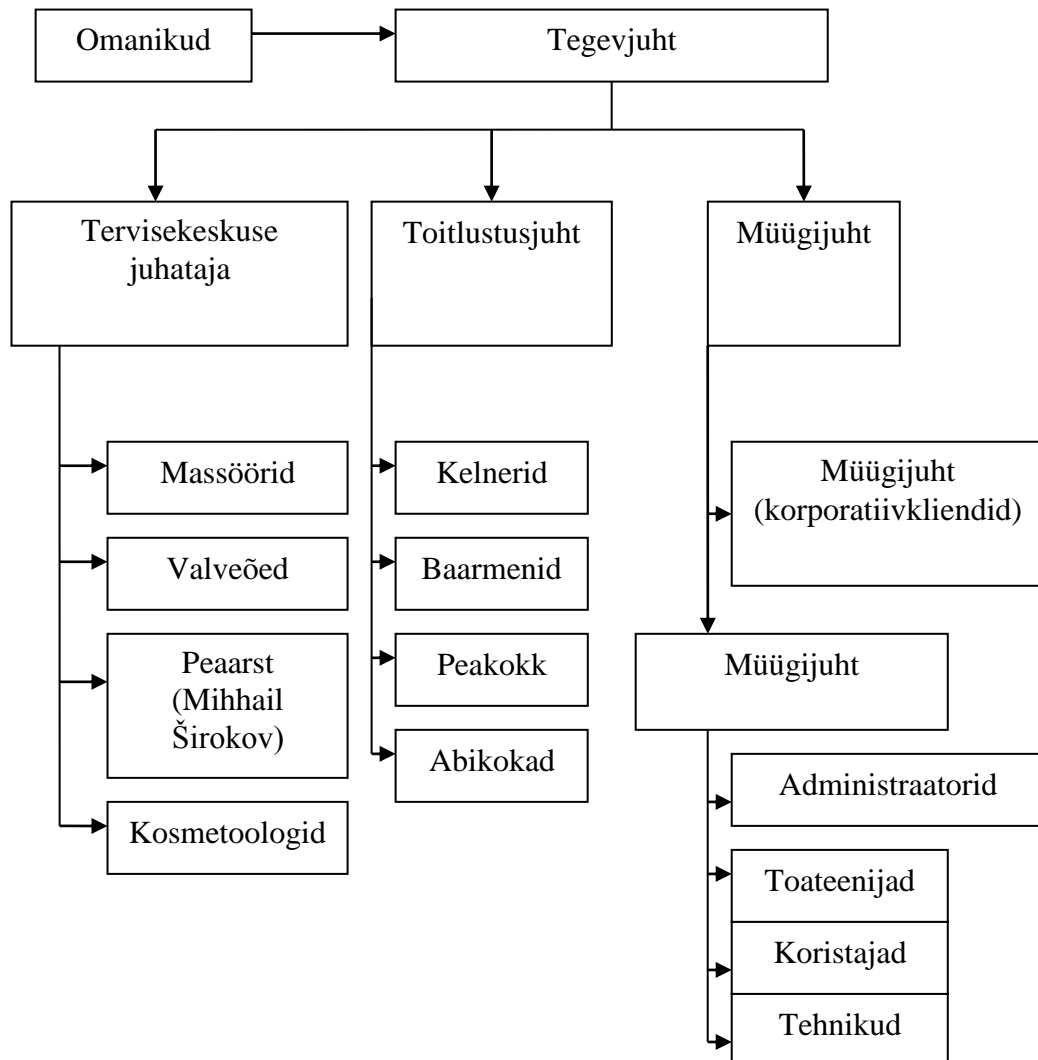 Omanikud
Tegevjuht
Tervisekeskuse
juhataja
Toitlustusjuht
Müügijuht
Massöörid
Valveõed
Peaarst
(Mihhail
Širokov)
Kosmetoologid
Kelnerid
Baarmenid
Peakokk
Abikokad
Müügijuht
(korporatiivkliendid)
Müügijuht
Administraatorid
Toateenijad
Koristajad
Tehnikud